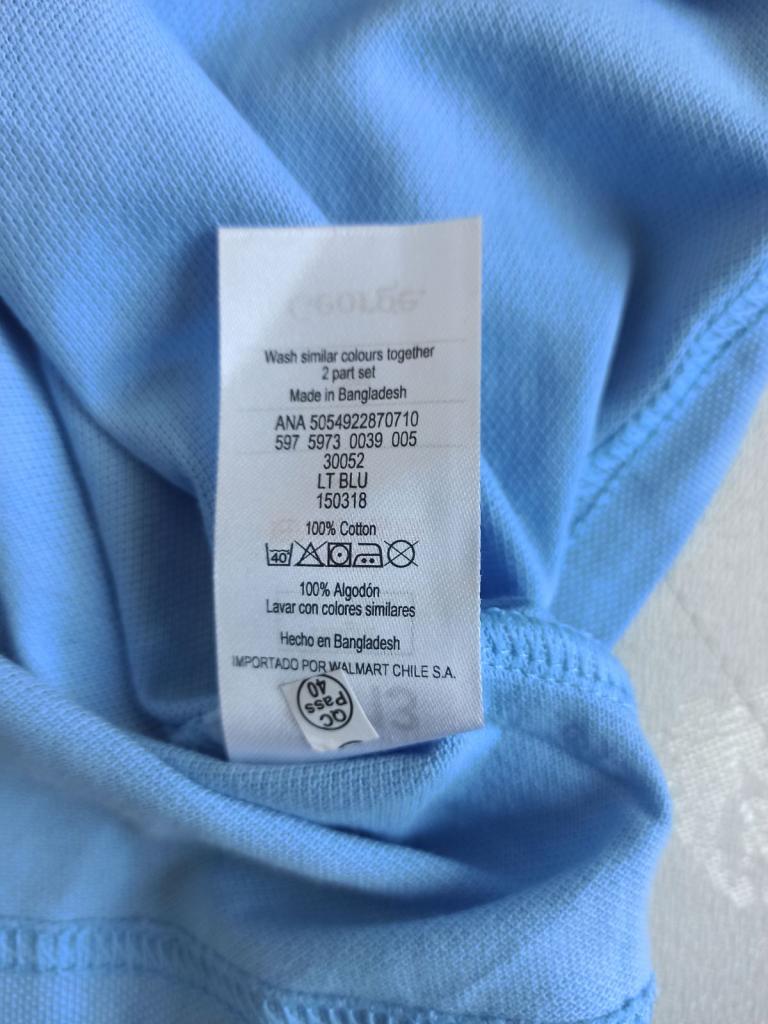 George.
Wash similar colours together
2 part set
Made in Bangladesh
ANA 5054922870710
597 5973 0039 005
30052
LT BLU
150318
100% Cotton
40°
100% Algodón
Lavar con colores similares
Hecho en Bangladesh
IMPORTADO POR WALMART CHILE S.A.
QC
Pass
40
13